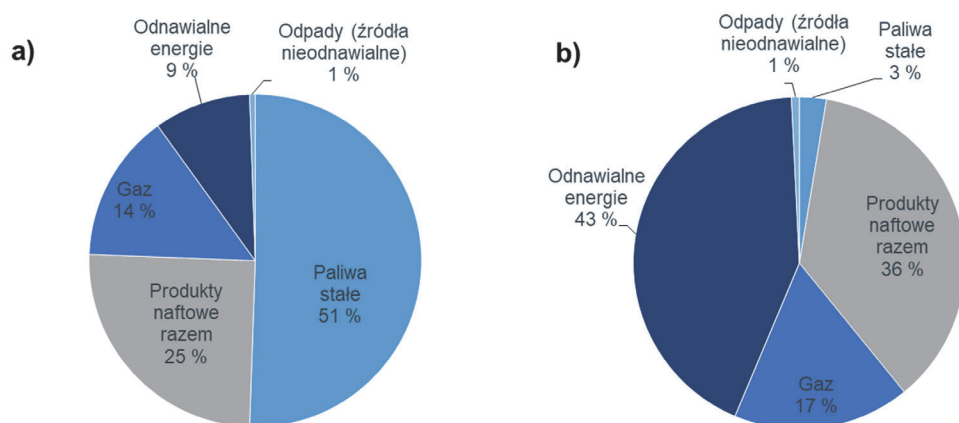 a)
Odnawialne
energie
9 %
Odpady (źródła
nieodnawialne)
1 %
Gaz
14 %
Produkty
naftowe
razem
25 %
Paliwa
stałe
51 %
b)
Odpady (źródła
nieodnawialne)
1 %
Paliwa
stałe
3 %
Odnawialne
energie
43 %
Produkty
naftowe
razem
36 %
Gaz
17 %